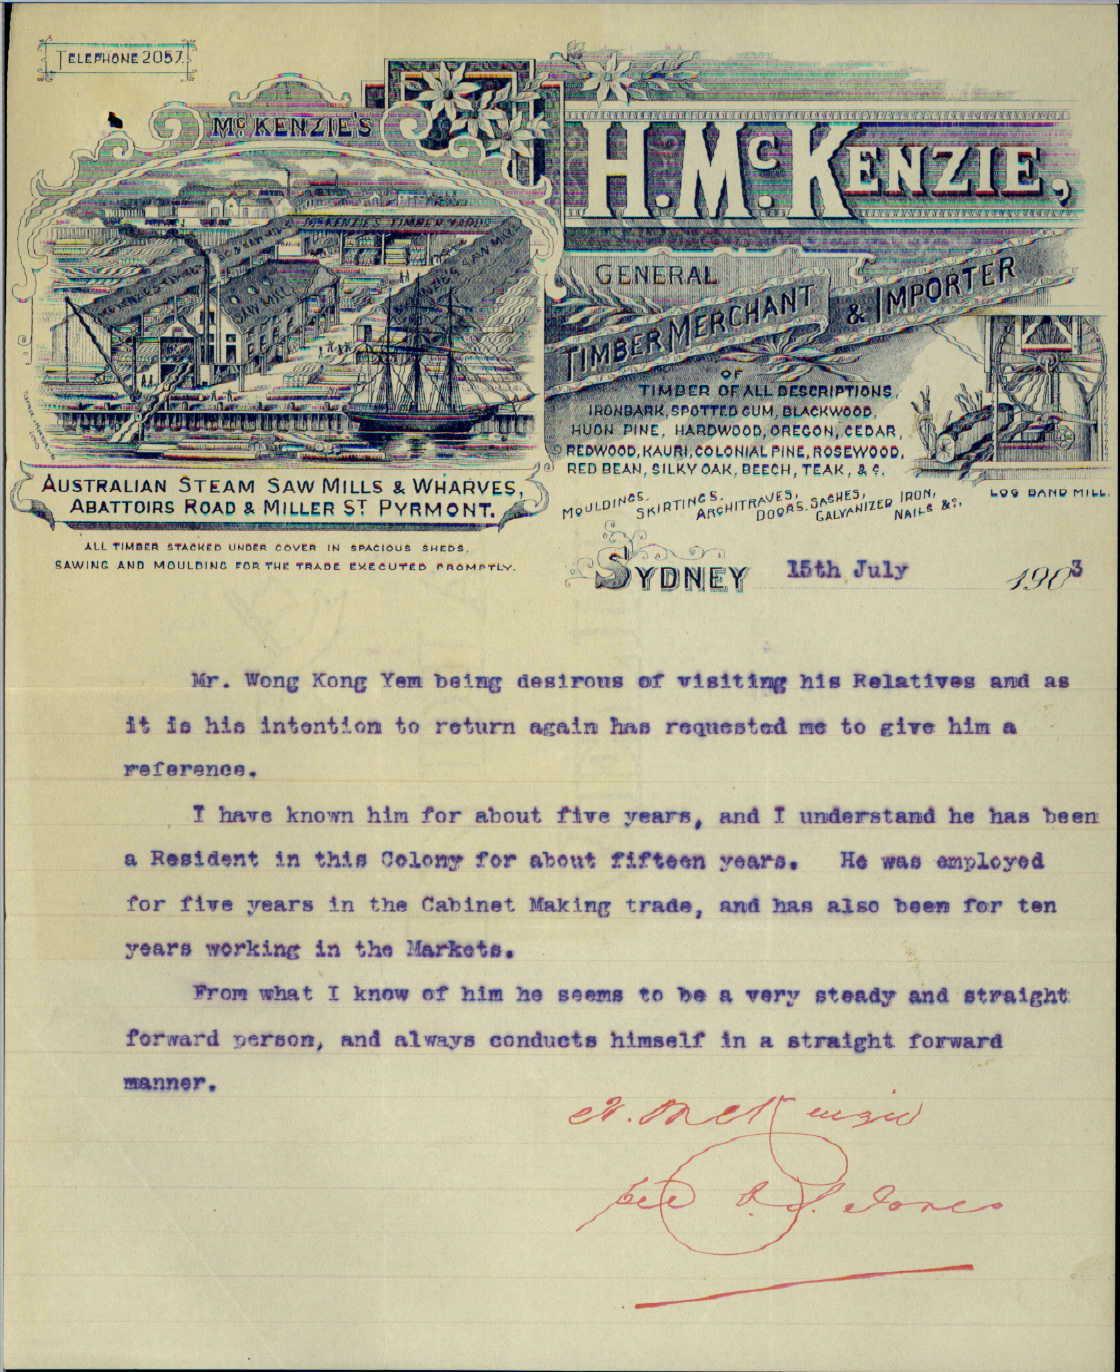 TELEPHONE 2057.
McKENZIE'S
H. McKENZIE,
McKENZIE'S TIMBER YARD
SAW MILLS
GENERAL
TIMBER MERCHANT & IMPORTER
OF
TIMBER OF ALL DESCRIPTIONS,
IRONBARK, SPOTTED GUM, BLACKWOOD,
HUON PINE, HARDWOOD, OREGON, CEDAR,
REDWOOD, KAURI, COLONIAL PINE, ROSEWOOD,
RED BEAN, SILKY OAK, BEECH, TEAK, &c.
MOULDINGS. SKIRTINGS. ARCHITRAVES, DOORS. SASHES, GALVANIZED IRON, NAILS &c,
LOG BAND MILL.
AUSTRALIAN STEAM SAW MILLS & WHARVES,
ABATTOIRS ROAD & MILLER ST PYRMONT.
ALL TIMBER STACKED UNDER COVER IN SPACIOUS SHEDS.
SAWING AND MOULDING FOR THE TRADE EXECUTED PROMPTLY.
SYDNEY 15th July 1903
Mr. Wong Kong Yem being desirous of visiting his Relatives and as
it is his intention to return again has requested me to give him a
reference.
I have known him for about five years, and I understand he has been
a Resident in this Colony for about fifteen years. He was employed
for five years in the Cabinet Making trade, and has also been for ten
years working in the Markets.
From what I know of him he seems to be a very steady and straight
forward person, and always conducts himself in a straight forward
manner.
H. McKenzie
per Jones